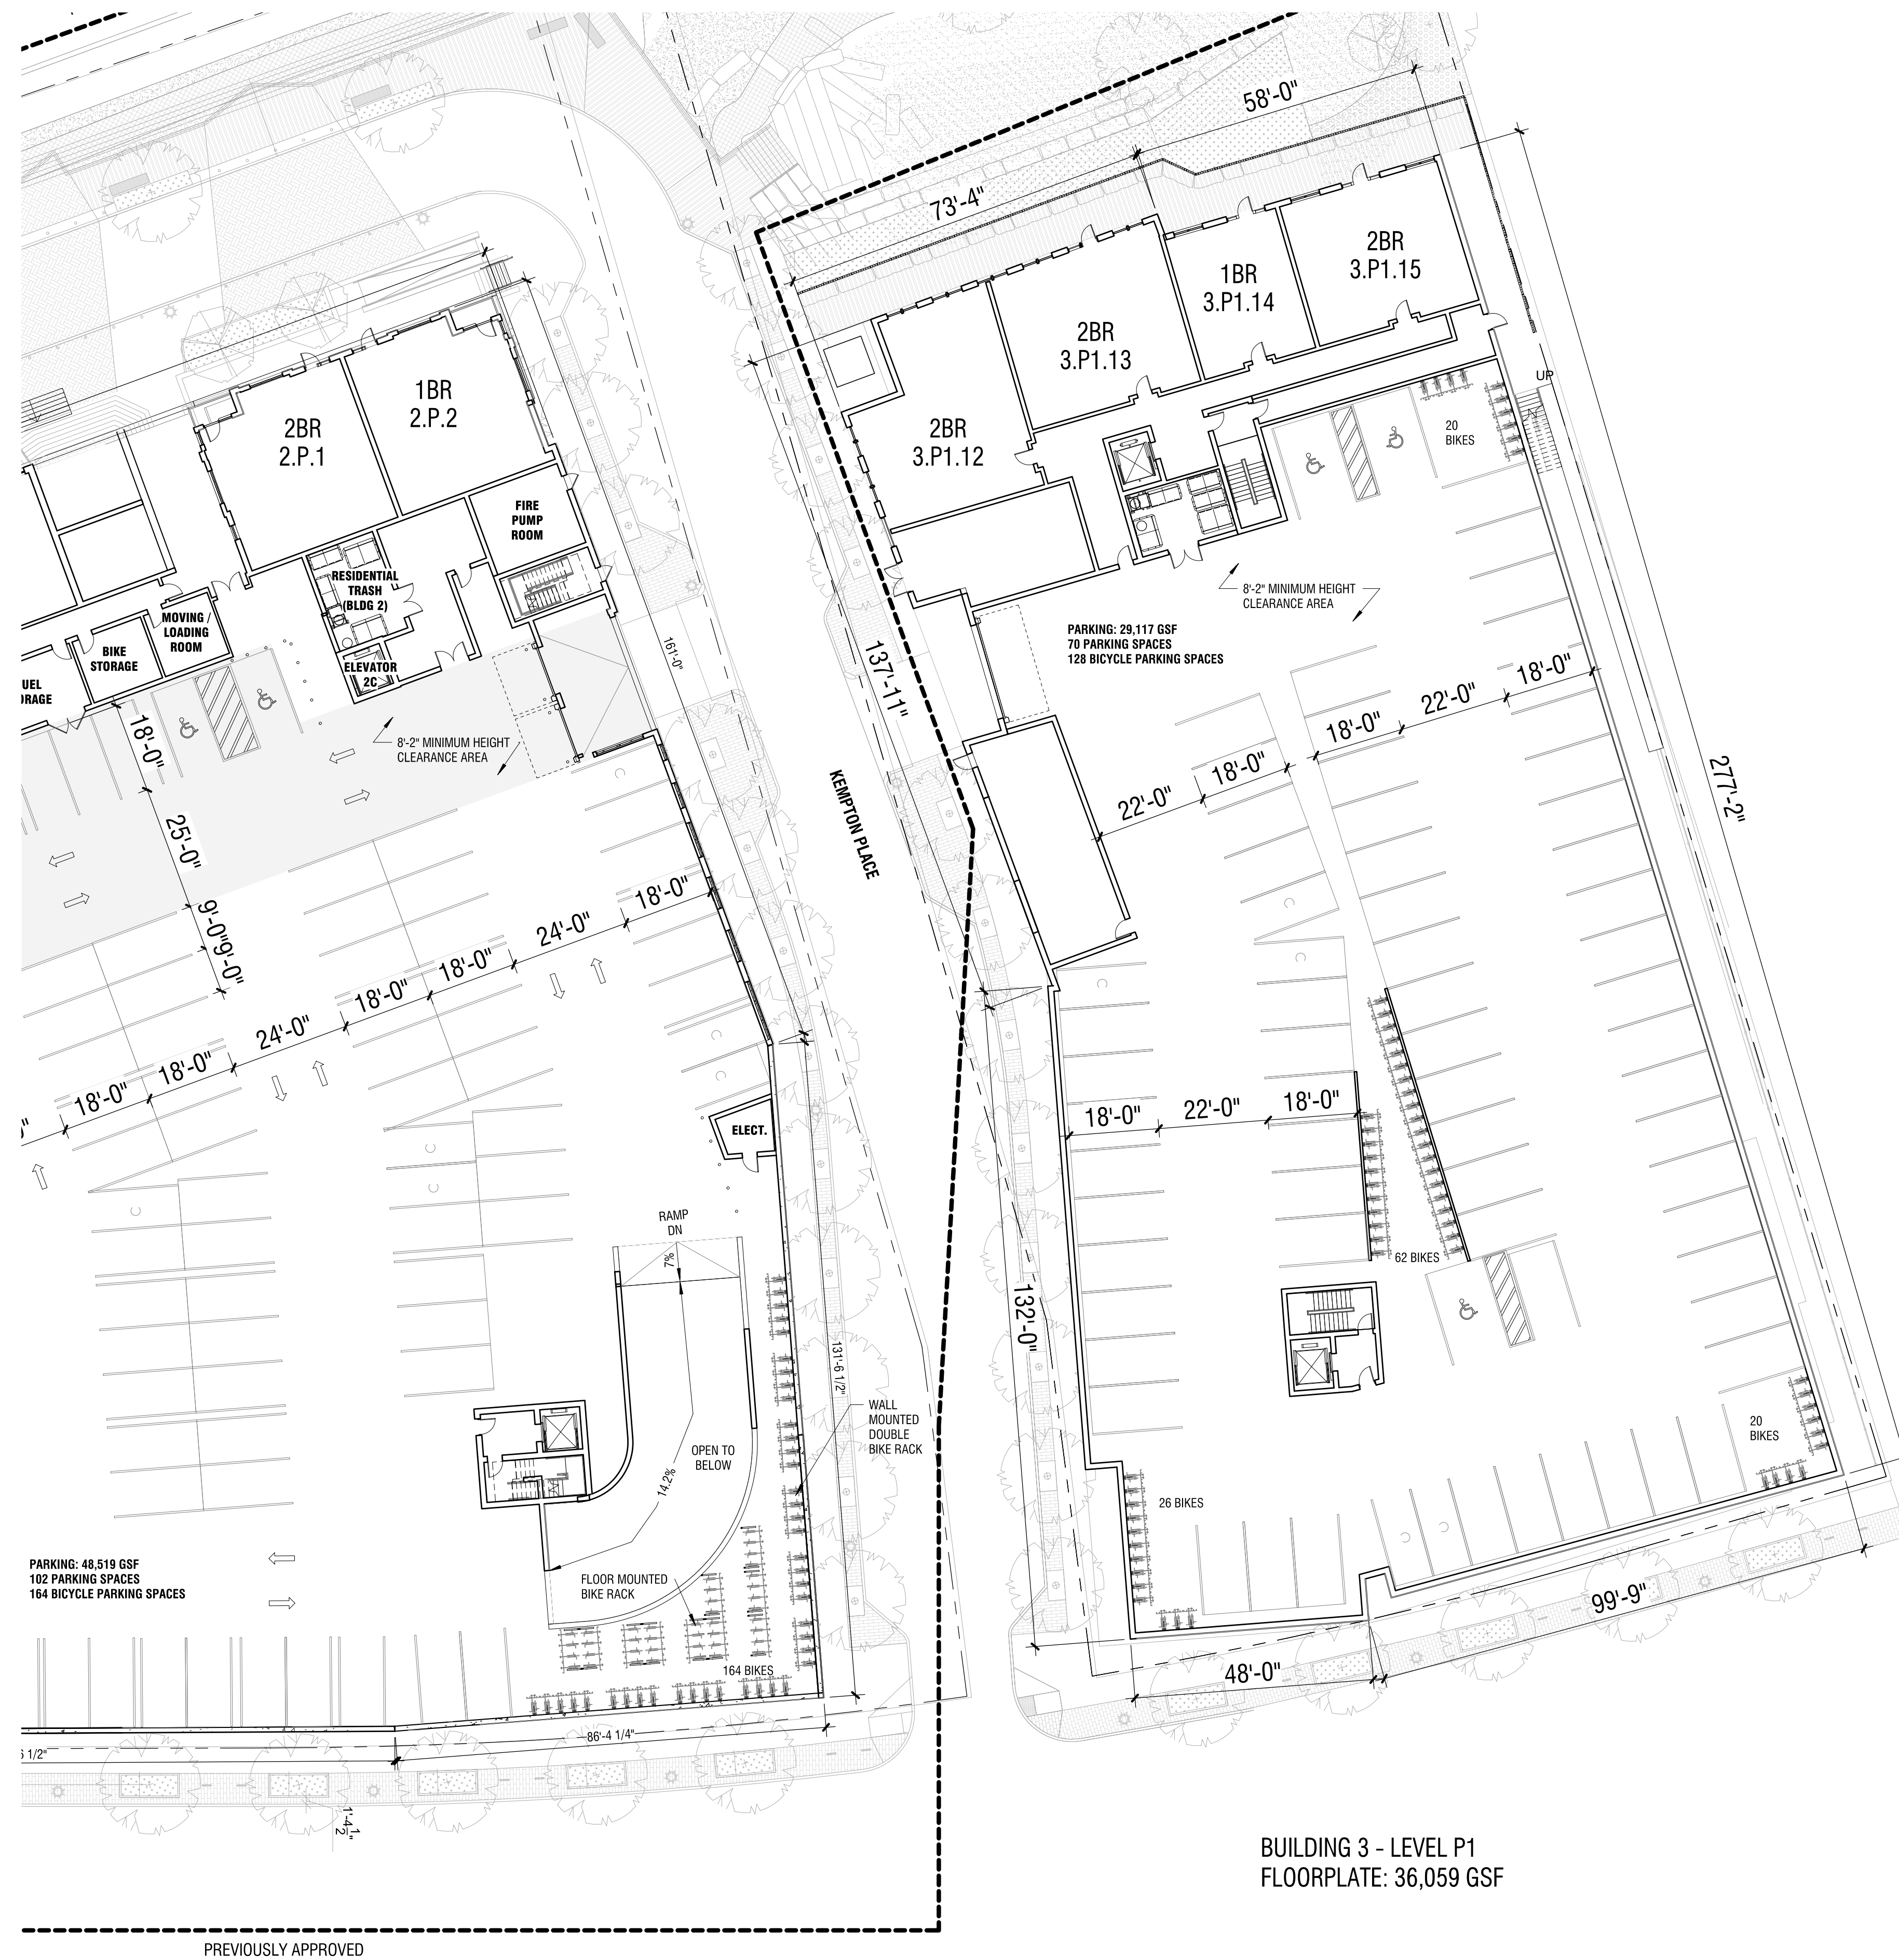 58'-0"
73'-4"
2BR
3.P1.15
1BR
3.P1.14
2BR
3.P1.13
2BR
3.P1.12
1BR
2.P.2
2BR
2.P.1
UP
20
BIKES
FIRE
PUMP
ROOM
RESIDENTIAL
TRASH
(BLDG 2)
MOVING /
LOADING
ROOM
BIKE
STORAGE
ELEVATOR
2C
UEL
ORAGE
161'-0"
137'-11"
8'-2" MINIMUM HEIGHT
CLEARANCE AREA
PARKING: 29,117 GSF
70 PARKING SPACES
128 BICYCLE PARKING SPACES
18'-0"
22'-0"
18'-0"
18'-0"
22'-0"
277'-2"
18'-0"
8'-2" MINIMUM HEIGHT
CLEARANCE AREA
KEMPTON PLACE
25'-0"
9'-0"
9'-0"
18'-0"
24'-0"
18'-0"
18'-0"
24'-0"
18'-0"
18'-0"
0"
18'-0"
22'-0"
18'-0"
ELECT.
RAMP
DN
7%
62 BIKES
132'-0"
131'-6 1/2"
WALL
MOUNTED
DOUBLE
BIKE RACK
OPEN TO
BELOW
14.2%
20
BIKES
26 BIKES
PARKING: 48,519 GSF
102 PARKING SPACES
164 BICYCLE PARKING SPACES
FLOOR MOUNTED
BIKE RACK
164 BIKES
99'-9"
48'-0"
86'-4 1/4"
6 1/2"
1'-4 1/2"
BUILDING 3 - LEVEL P1
FLOORPLATE: 36,059 GSF
PREVIOUSLY APPROVED